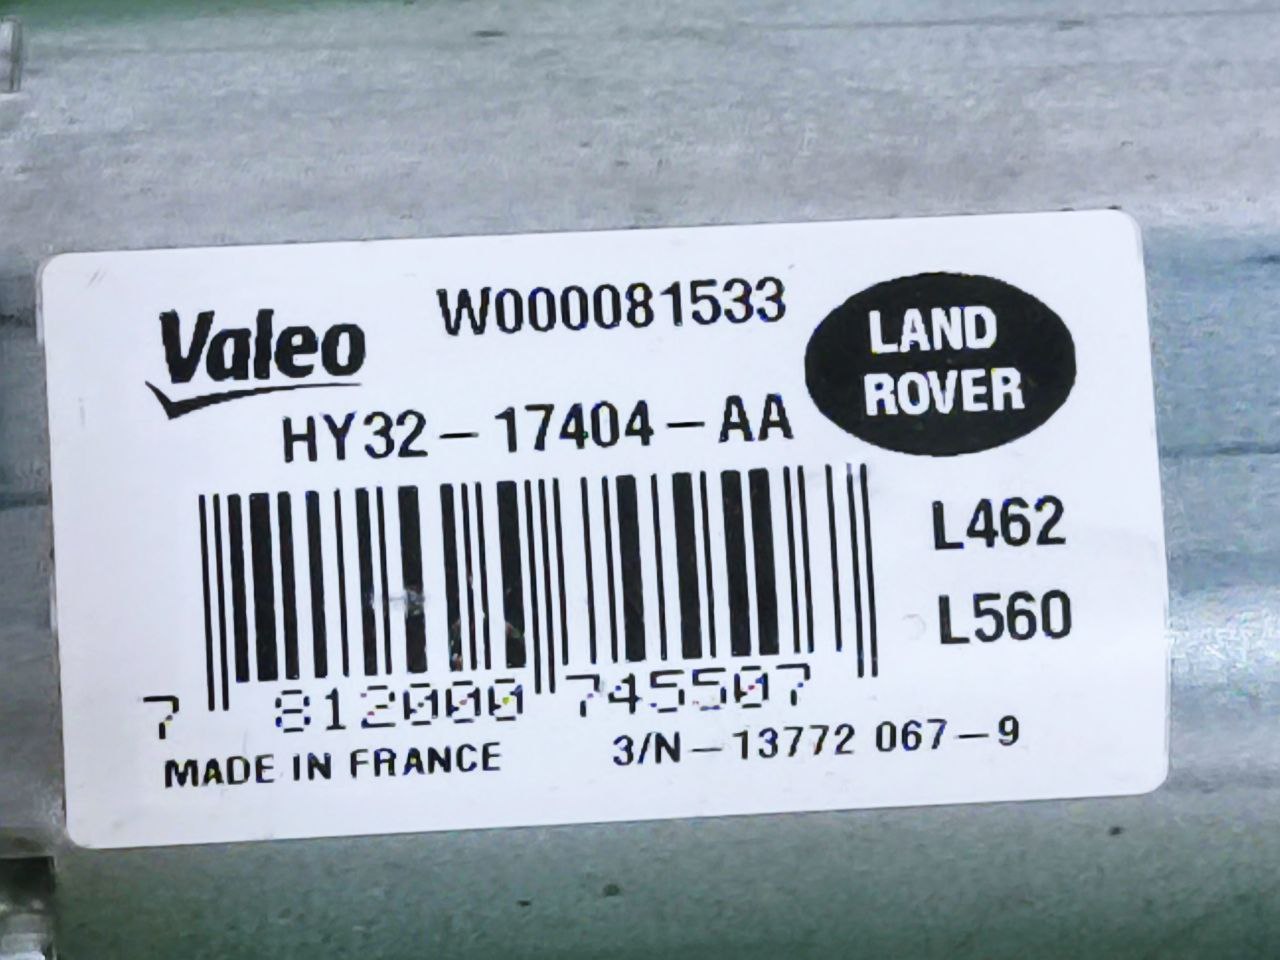 Valeo W000081533
LAND
ROVER
HY32-17404-AA
L462
L560
7 812000 745507
MADE IN FRANCE 3/N-13772 067-9